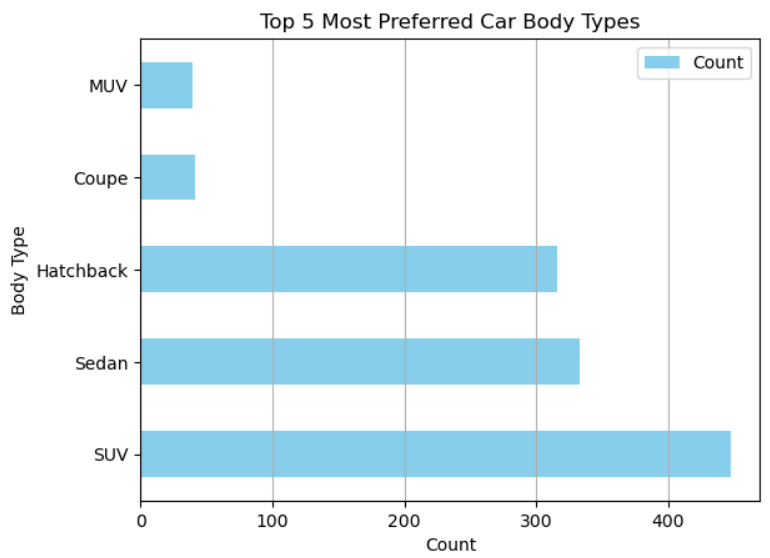 Top 5 Most Preferred Car Body Types
Count
MUV
Coupe
Hatchback
Sedan
SUV
Body Type
0 100 200 300 400
Count